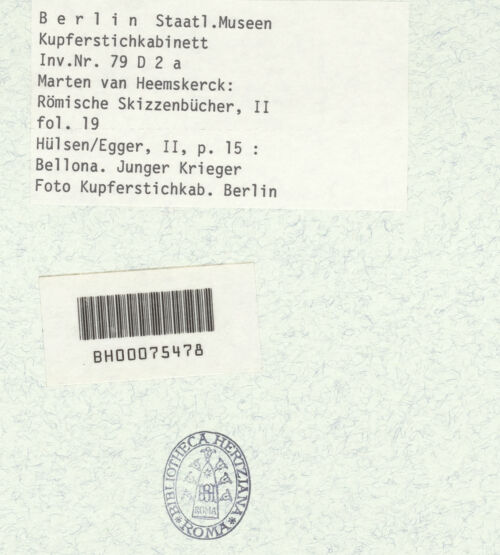 B e r l i n Staatl.Museen
Kupferstichkabinett
Inv.Nr. 79 D 2 a
Marten van Heemskerck:
Römische Skizzenbücher, II
fol. 19
Hülsen/Egger, II, p. 15 :
Bellona. Junger Krieger
Foto Kupferstichkab. Berlin
BH00075478
*BIBLIOTHECA HERTZIANA*
ROMA
ROMA